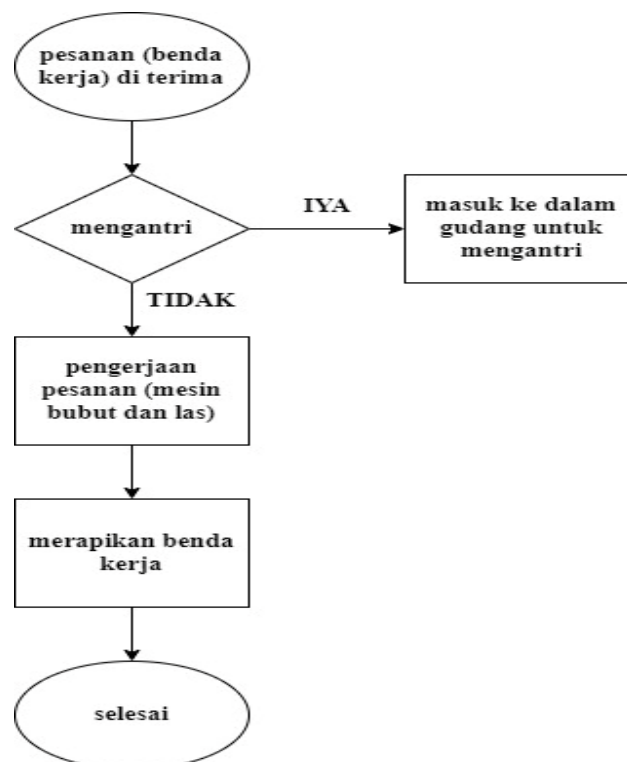 pesanan (benda
kerja) di terima
mengantri
IYA
masuk ke dalam
gudang untuk
mengantri
TIDAK
pengerjaan
pesanan (mesin
bubut dan las)
merapikan benda
kerja
selesai